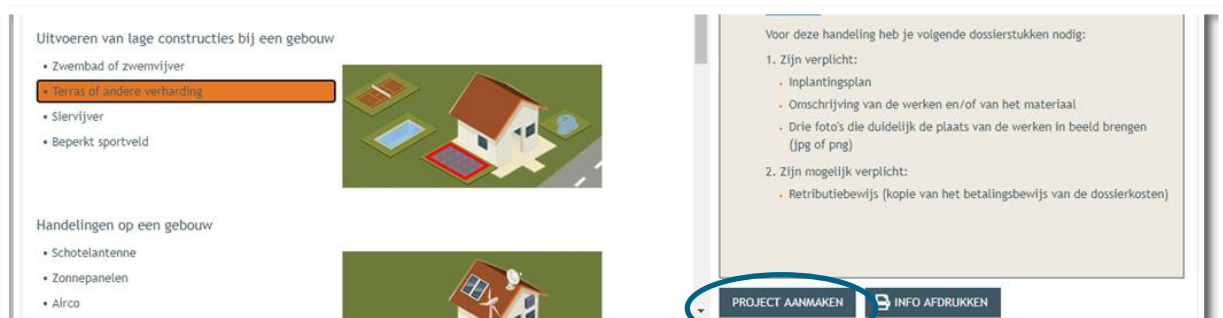 Uitvoeren van lage constructies bij een gebouw
• Zwembad of zwemvijver
• Terras of andere verharding
• Siervijver
• Beperkt sportveld
Handelingen op een gebouw
• Schotelantenne
• Zonnepanelen
• Airco
Voor deze handeling heb je volgende dossierstukken nodig:
1. Zijn verplicht:
• Inplantingsplan
• Omschrijving van de werken en/of van het materiaal
• Drie foto's die duidelijk de plaats van de werken in beeld brengen
(jpg of png)
2. Zijn mogelijk verplicht:
• Retributiebewijs (kopie van het betalingsbewijs van de dossierkosten)
PROJECT AANMAKEN
INFO AFDRUKKEN